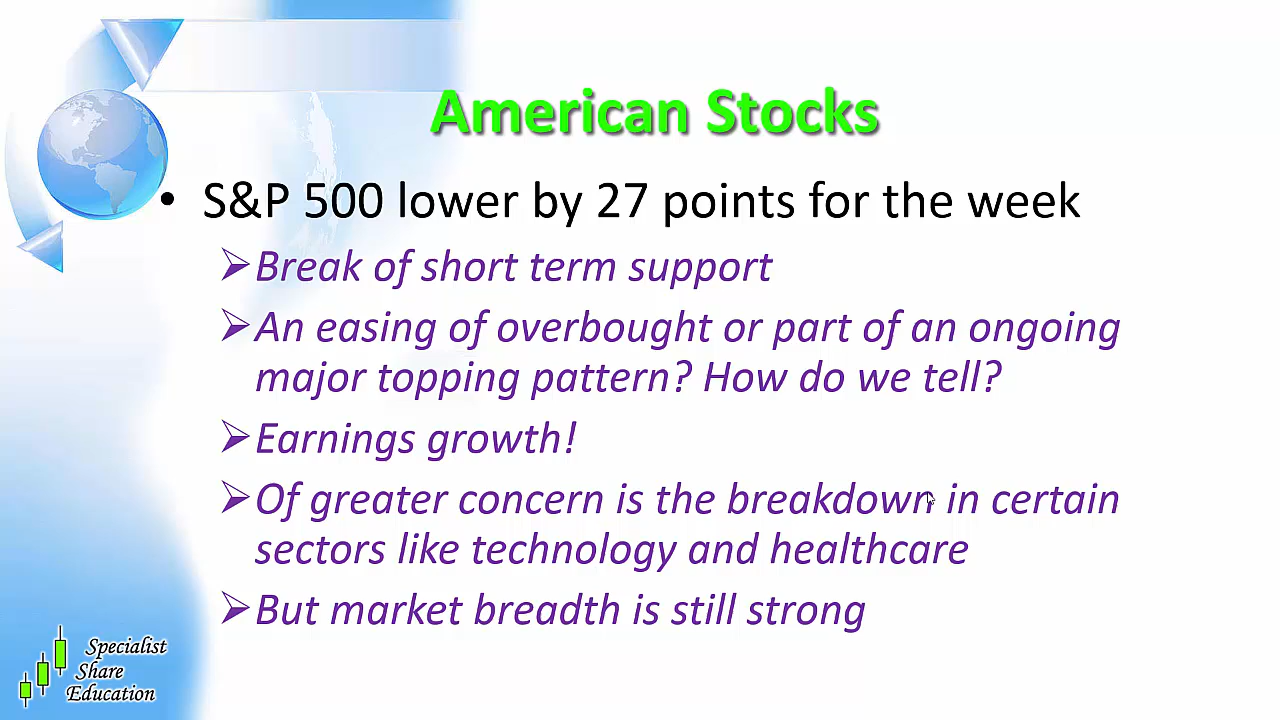 American Stocks
• S&P 500 lower by 27 points for the week
➢Break of short term support
➢An easing of overbought or part of an ongoing
major topping pattern? How do we tell?
➢Earnings growth!
➢Of greater concern is the breakdown in certain
sectors like technology and healthcare
➢But market breadth is still strong
Specialist
Share
Education